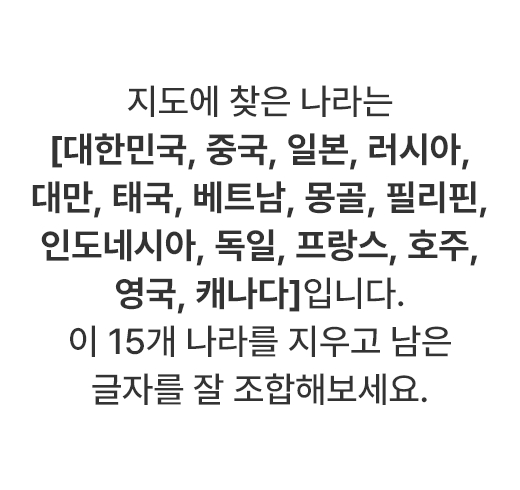 지도에 찾은 나라는
[대한민국, 중국, 일본, 러시아,
대만, 태국, 베트남, 몽골, 필리핀,
인도네시아, 독일, 프랑스, 호주,
영국, 캐나다]입니다.
이 15개 나라를 지우고 남은
글자를 잘 조합해보세요.